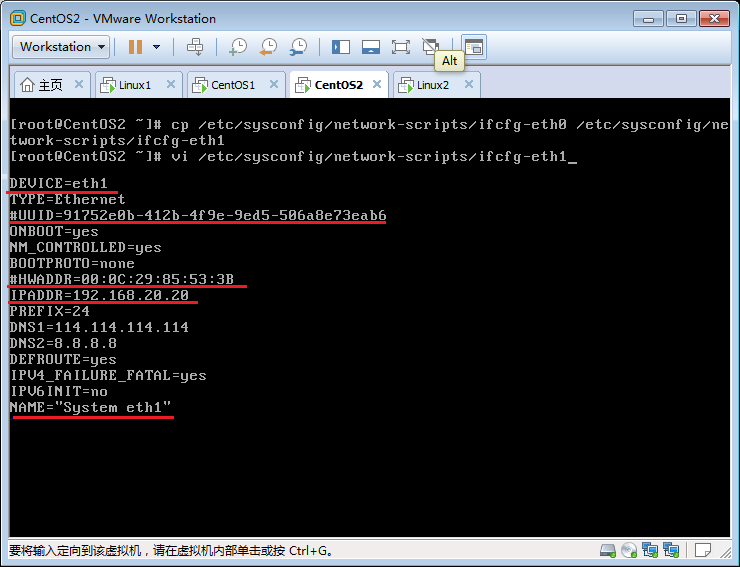 CentOS2 - VMware Workstation
Workstation
Alt
主页 Linux1 CentOS1 CentOS2 Linux2
[root@CentOS2 ~]# cp /etc/sysconfig/network-scripts/ifcfg-eth0 /etc/sysconfig/ne
twork-scripts/ifcfg-eth1
[root@CentOS2 ~]# vi /etc/sysconfig/network-scripts/ifcfg-eth1_
DEVICE=eth1
TYPE=Ethernet
#UUID=91752e0b-412b-4f9e-9ed5-506a8e73eab6
ONBOOT=yes
NM_CONTROLLED=yes
BOOTPROTO=none
#HWADDR=00:0C:29:85:53:3B
IPADDR=192.168.20.20
PREFIX=24
DNS1=114.114.114.114
DNS2=8.8.8.8
DEFROUTE=yes
IPV4_FAILURE_FATAL=yes
IPV6INIT=no
NAME="System eth1"
要将输入定向到该虚拟机，请在虚拟机内部单击或按 Ctrl+G。